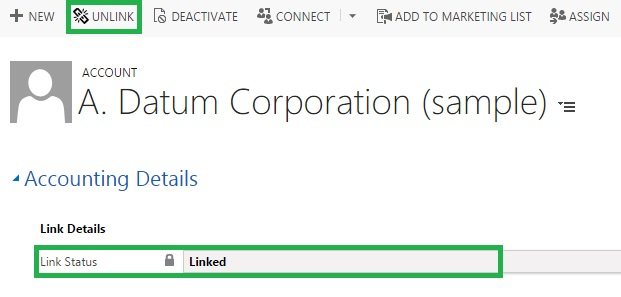 + NEW UNLINK DEACTIVATE CONNECT ADD TO MARKETING LIST ASSIGN
ACCOUNT
A. Datum Corporation (sample)
Accounting Details
Link Details
Link Status Linked